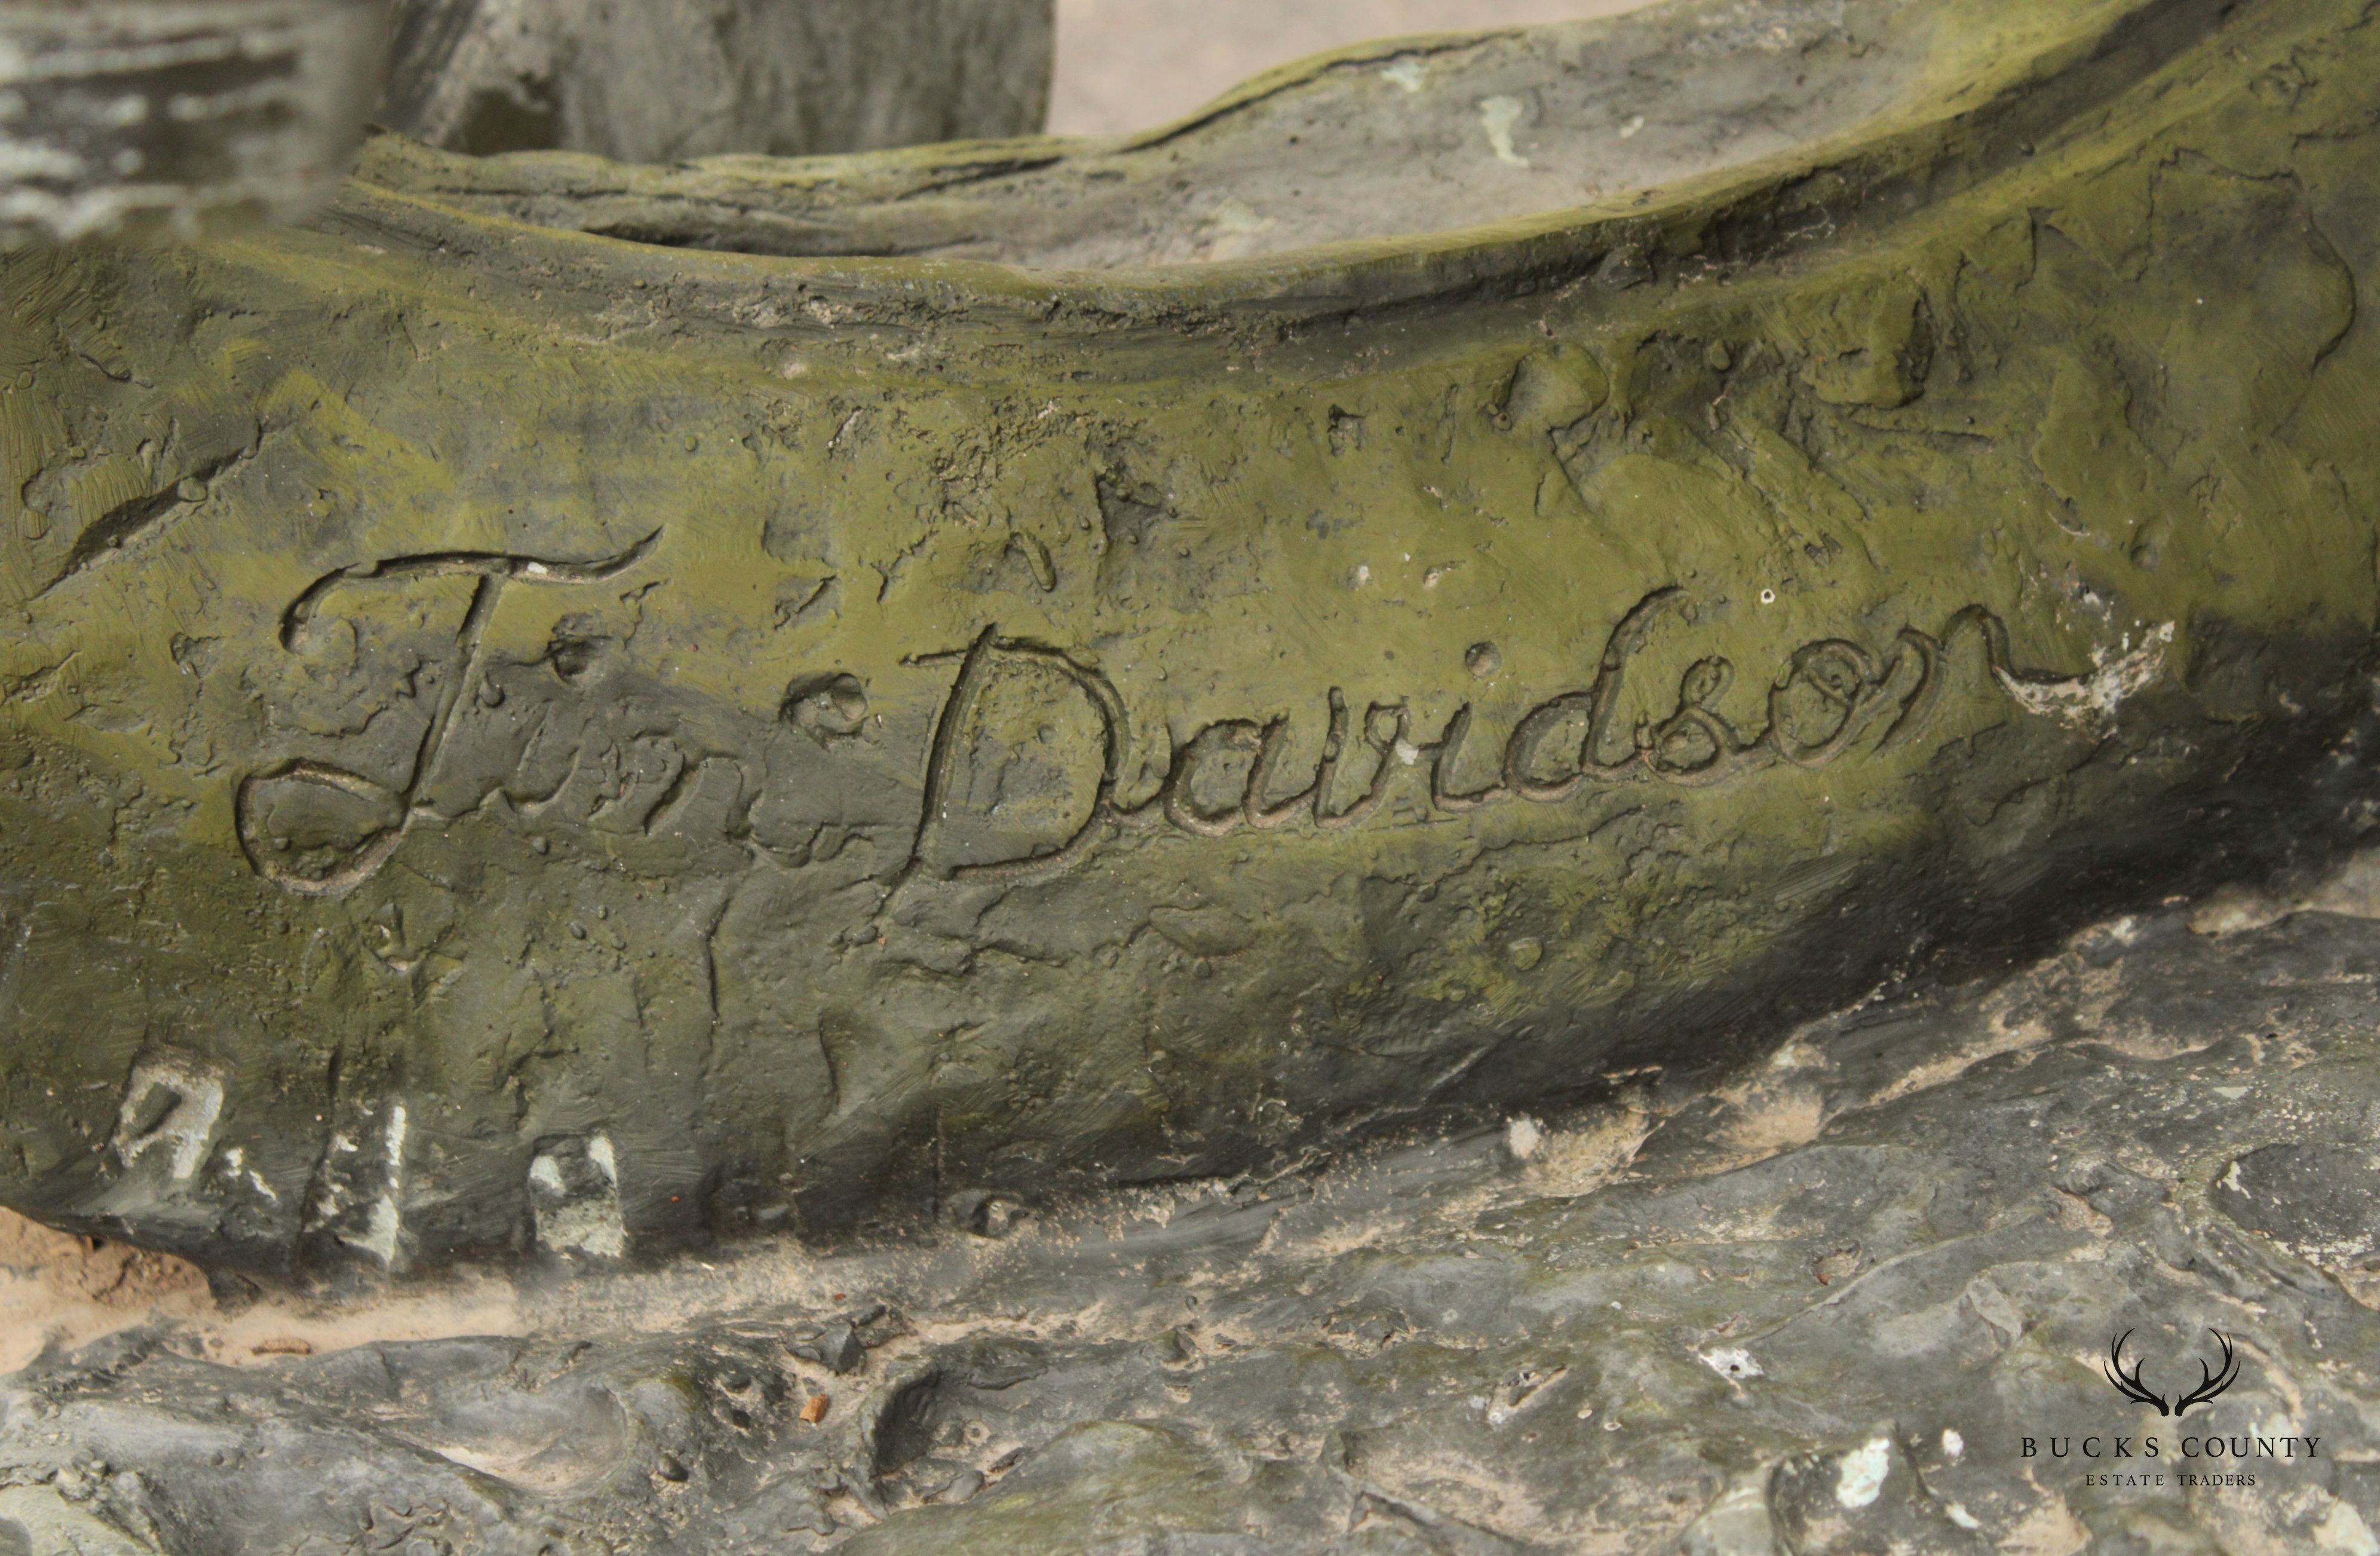 Jim Davidson
BUCKS COUNTY
ESTATE TRADERS